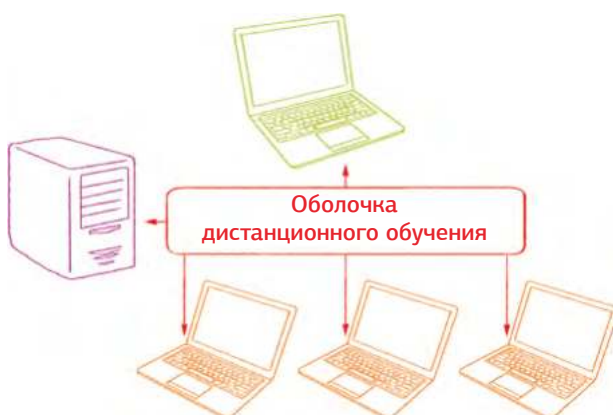 Оболочка
дистанционного обучения